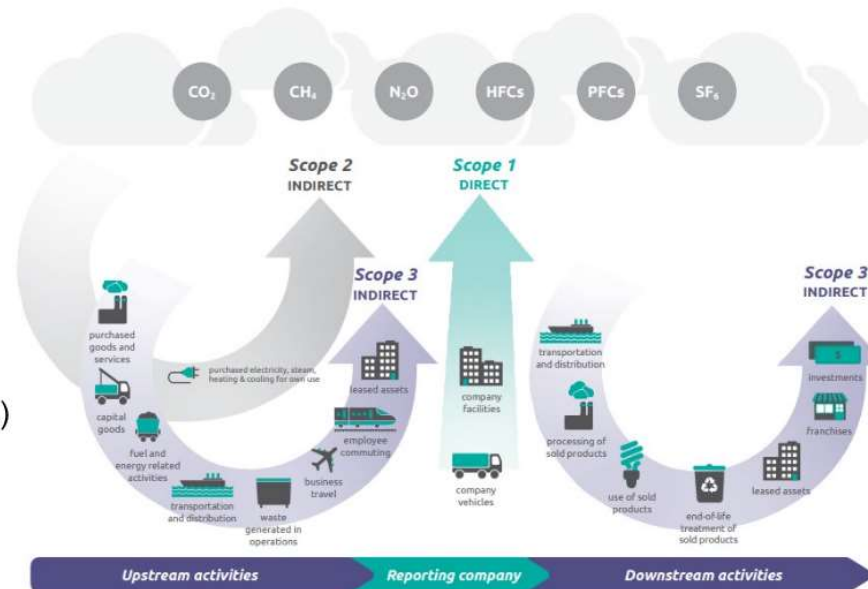 CO₂
CH₄
N₂O
HFCs
PFCs
SF₆
Scope 2
INDIRECT
Scope 1
DIRECT
Scope 3
INDIRECT
Scope 3
INDIRECT
purchased
goods and
services
capital
goods
fuel and
energy related
activities
transportation
and distribution
waste
generated in
operations
business
travel
employee
commuting
leased assets
purchased electricity, steam,
heating & cooling for own use
company
facilities
company
vehicles
transportation
and distribution
processing of
sold products
use of sold
products
end-of-life
treatment of
sold products
leased assets
franchises
investments
)
Upstream activities
Reporting company
Downstream activities